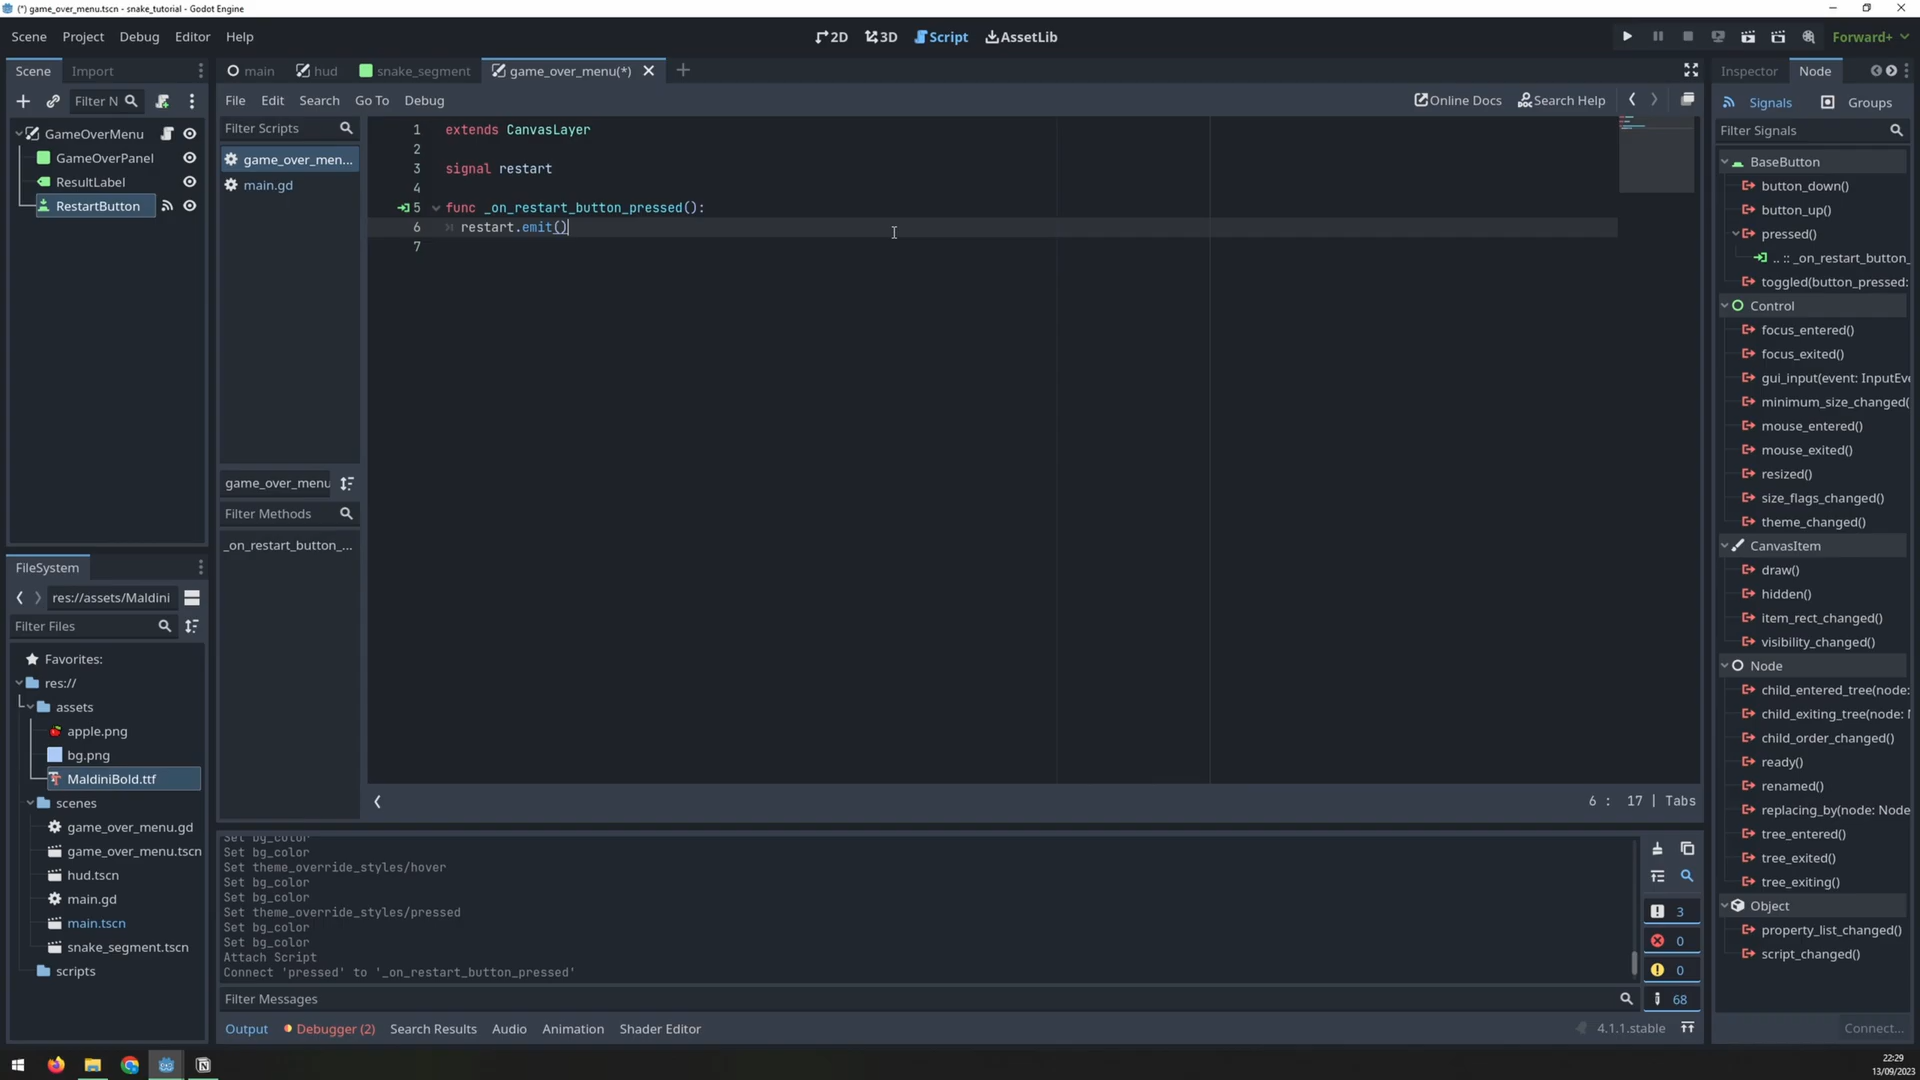 (*) game_over_menu.tscn - snake_tutorial - Godot Engine
Scene Project Debug Editor Help
2D 3D Script AssetLib
Forward+
Scene Import
Filter N
GameOverMenu
GameOverPanel
ResultLabel
RestartButton
main hud snake_segment game_over_menu(*)
File Edit Search Go To Debug
Online Docs Search Help
Filter Scripts
game_over_men...
main.gd
game_over_menu
Filter Methods
_on_restart_button_...
1 extends CanvasLayer
2
3 signal restart
4
5 func _on_restart_button_pressed():
6 restart.emit()
7
6 : 17 | Tabs
FileSystem
res://assets/Maldini
Filter Files
Favorites:
res://
assets
apple.png
bg.png
MaldiniBold.ttf
scenes
game_over_menu.gd
game_over_menu.tscn
hud.tscn
main.gd
main.tscn
snake_segment.tscn
scripts
Set bg_color
Set bg_color
Set theme_override_styles/hover
Set bg_color
Set bg_color
Set theme_override_styles/pressed
Set bg_color
Set bg_color
Attach Script
Connect 'pressed' to '_on_restart_button_pressed'
3
0
0
68
Filter Messages
Output Debugger (2) Search Results Audio Animation Shader Editor
4.1.1.stable
Inspector Node
Signals Groups
Filter Signals
BaseButton
button_down()
button_up()
pressed()
.. :: _on_restart_button_
toggled(button_pressed:
Control
focus_entered()
focus_exited()
gui_input(event: InputEve
minimum_size_changed(
mouse_entered()
mouse_exited()
resized()
size_flags_changed()
theme_changed()
CanvasItem
draw()
hidden()
item_rect_changed()
visibility_changed()
Node
child_entered_tree(node:
child_exiting_tree(node: 
child_order_changed()
ready()
renamed()
replacing_by(node: Node
tree_entered()
tree_exited()
tree_exiting()
Object
property_list_changed()
script_changed()
Connect...
22:29
13/09/2023